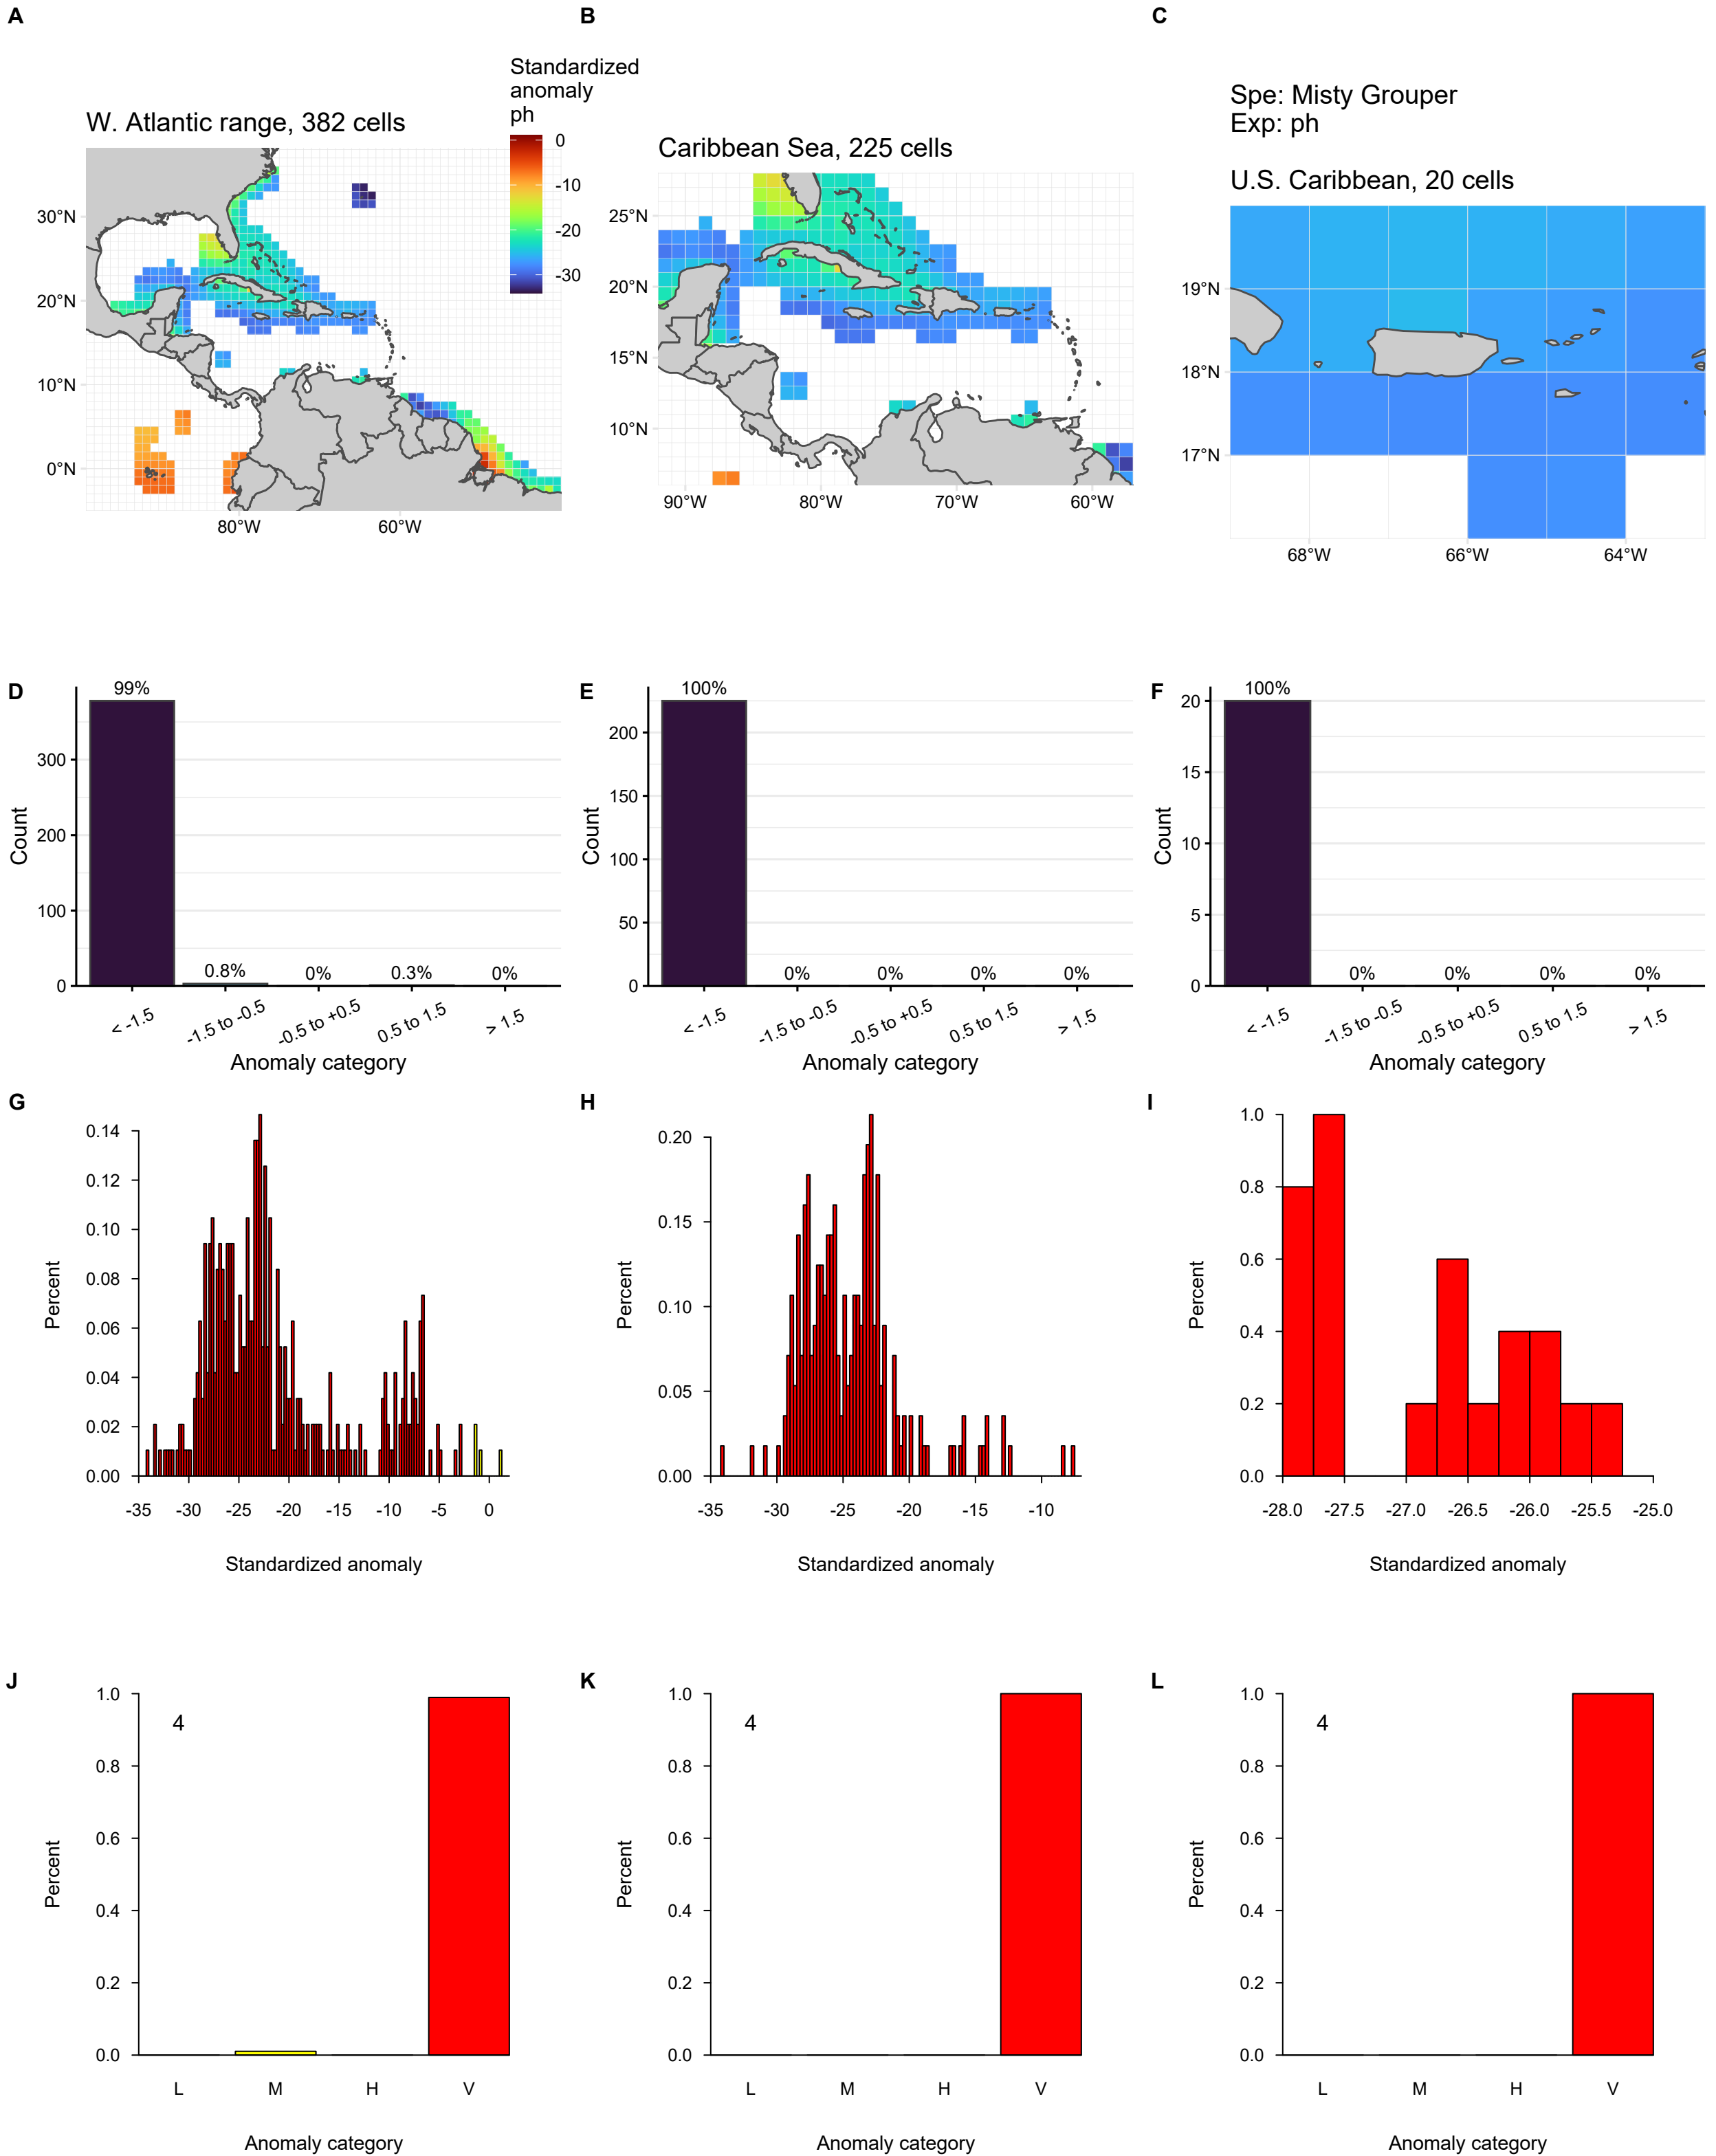 A
B
C
Standardized
anomaly
ph
0
-10
-20
-30
W. Atlantic range, 382 cells
30°N
20°N
10°N
0°N
80°W
60°W
Caribbean Sea, 225 cells
25°N
20°N
15°N
10°N
90°W
80°W
70°W
60°W
Spe: Misty Grouper
Exp: ph
U.S. Caribbean, 20 cells
19°N
18°N
17°N
68°W
66°W
64°W
D
99%
0.8%
0%
0.3%
0%
300
200
100
0
Count
< -1.5
-1.5 to -0.5
-0.5 to +0.5
0.5 to 1.5
> 1.5
Anomaly category
E
100%
0%
0%
0%
0%
200
150
100
50
0
Count
< -1.5
-1.5 to -0.5
-0.5 to +0.5
0.5 to 1.5
> 1.5
Anomaly category
F
100%
0%
0%
0%
0%
20
15
10
5
0
Count
< -1.5
-1.5 to -0.5
-0.5 to +0.5
0.5 to 1.5
> 1.5
Anomaly category
G
0.14
0.12
0.10
0.08
0.06
0.04
0.02
0.00
Percent
-35
-30
-25
-20
-15
-10
-5
0
Standardized anomaly
H
0.20
0.15
0.10
0.05
0.00
Percent
-35
-30
-25
-20
-15
-10
Standardized anomaly
I
1.0
0.8
0.6
0.4
0.2
0.0
Percent
-28.0
-27.5
-27.0
-26.5
-26.0
-25.5
-25.0
Standardized anomaly
J
4
1.0
0.8
0.6
0.4
0.2
0.0
Percent
L
M
H
V
Anomaly category
K
4
1.0
0.8
0.6
0.4
0.2
0.0
Percent
L
M
H
V
Anomaly category
L
4
1.0
0.8
0.6
0.4
0.2
0.0
Percent
L
M
H
V
Anomaly category